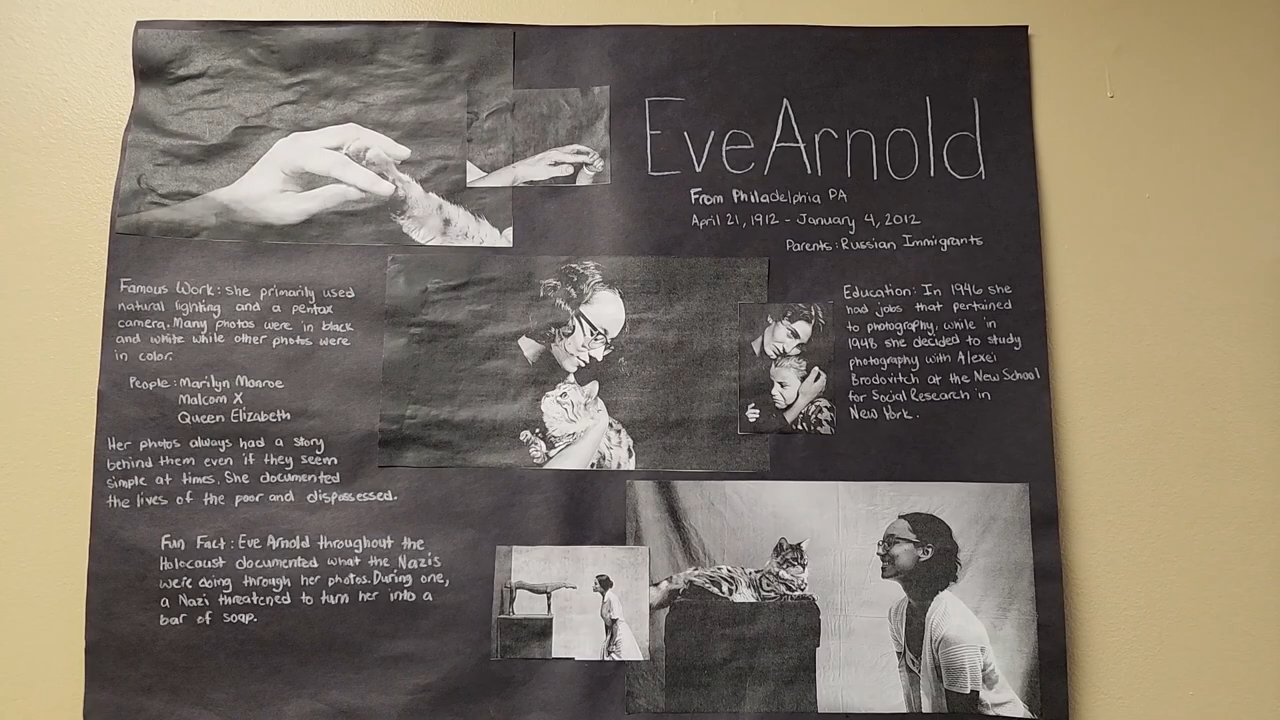 Eve Arnold
From Philadelphia PA
April 21, 1912 - January 4, 2012
Parents: Russian Immigrants
Famous Work: she primarily used
natural lighting and a pentax
camera. Many photos were in black
and white while other photos were
in color.
People: Marilyn Monroe
Malcom X
Queen Elizabeth
Her photos always had a story
behind them even if they seem
simple at times. She documented
the lives of the poor and dispossessed.
Fun Fact: Eve Arnold throughout the
Holocaust documented what the Nazis
were doing through her photos. During one,
a Nazi threatened to turn her into a
bar of soap.
Education: In 1946 she
had jobs that pertained
to photography, while in
1948 she decided to study
photography with Alexei
Brodovitch at the New School
for Social Research in
New York.